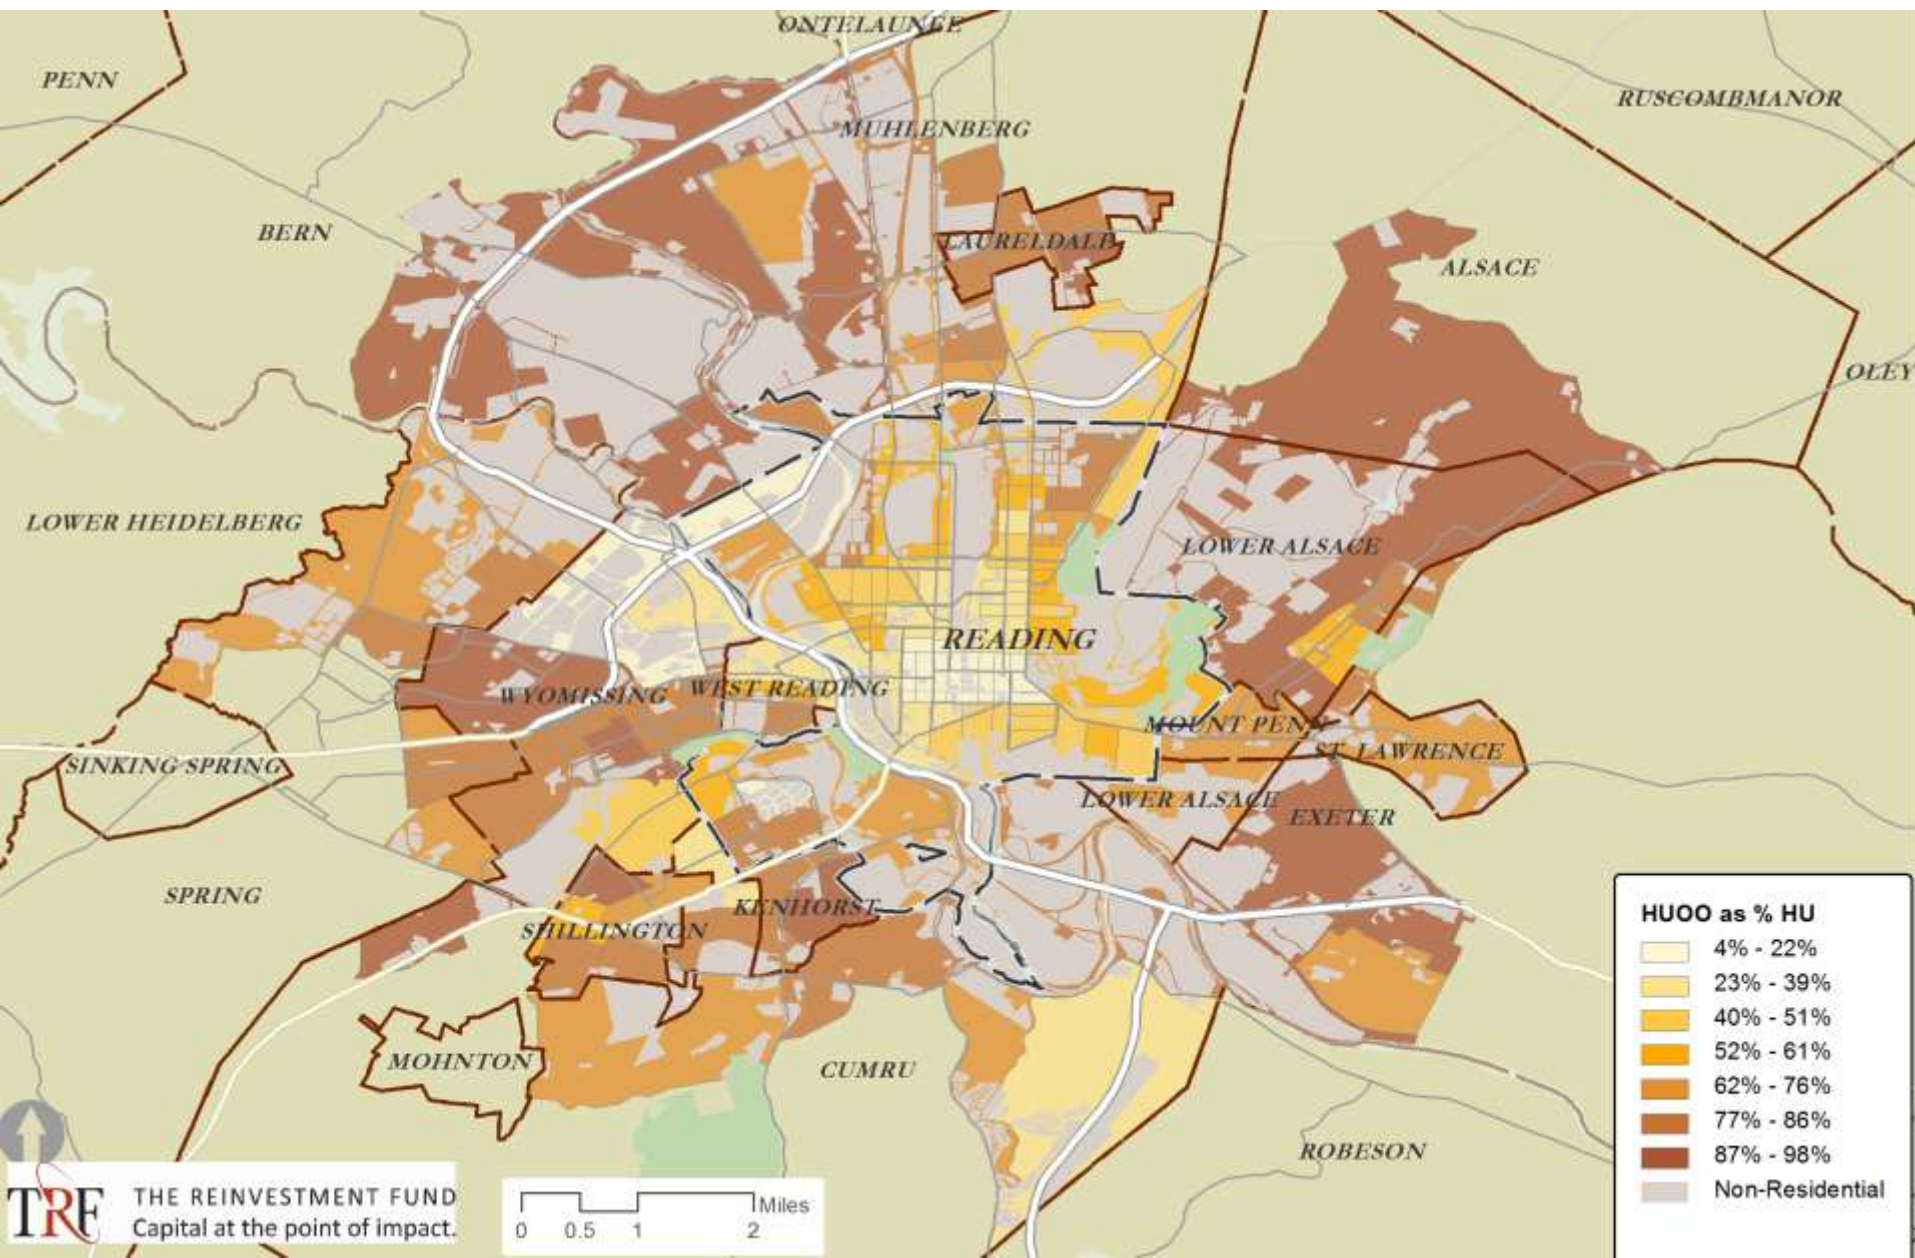 ONTELAUNEE
PENN
RUSCOMBMANOR
MUHLENBERG
BERN
LAURELDALE
ALSACE
OLEY
LOWER HEIDELBERG
LOWER ALSACE
READING
WYOMISSING
WEST READING
MOUNT PENN
ST. LAWRENCE
SINKING SPRING
LOWER ALSACE
EXETER
SPRING
KENHORST
SHILLINGTON
MOHNTON
CUMRU
ROBESON
HUOO as % HU
4% - 22%
23% - 39%
40% - 51%
52% - 61%
62% - 76%
77% - 86%
87% - 98%
Non-Residential
TRF
THE REINVESTMENT FUND
Capital at the point of impact.
Miles
0 0.5 1 2